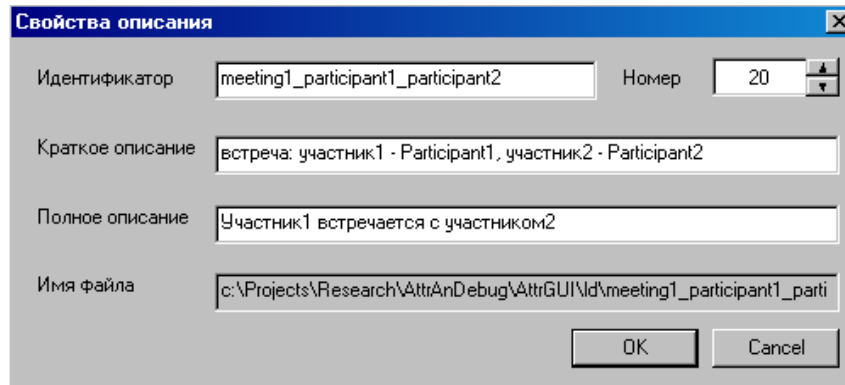 Свойства описания
Идентификатор meeting1_participant1_participant2 Номер 20
Краткое описание встреча: участник1 - Participant1, участник2 - Participant2
Полное описание Участник1 встречается с участником2
Имя файла c:\Projects\Research\AttrAnDebug\AttrGUI\ld\meeting1_participant1_parti
OK Cancel